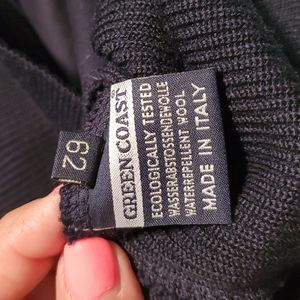 GREEN COAST
ECOLOGICALLY TESTED
WASSERABSTOSSENDEWOLLE
WATERREPELLENT WOOL
MADE IN ITALY
62